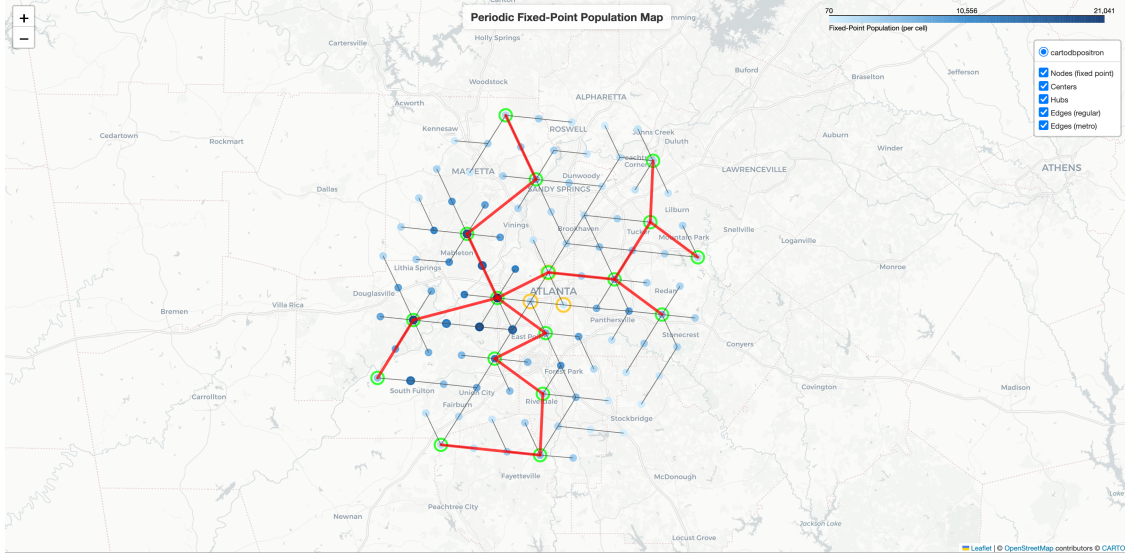 +
−
Periodic Fixed-Point Population Map
70
10,556
21,041
Fixed-Point Population (per cell)
cartodbpositron
Nodes (fixed point)
Centers
Hubs
Edges (regular)
Edges (metro)
Holly Springs
Cartersville
Woodstock
Buford
Braselton
Jefferson
Acworth
ALPHARETTA
Cedartown
Rockmart
Kennesaw
ROSWELL
Johns Creek
Duluth
Auburn
Winder
ATHENS
Corners
LAWRENCEVILLE
Dunwoody
SANDY SPRINGS
Dallas
Lilburn
Vinings
Brookhaven
Mountain Park
Snellville
Loganville
Mableton
Lithia Springs
Monroe
Douglasville
ATLANTA
Redan
Villa Rica
Bremen
Panthersville
Stonecrest
Conyers
Forest Park
South Fulton
Union City
Covington
Madison
Carrollton
Fairburn
Riverdale
Stockbridge
Fayetteville
McDonough
Peachtree City
Newnan
Jackson Lake
Lake
Locust Grove
Leaflet | © OpenStreetMap contributors © CARTO